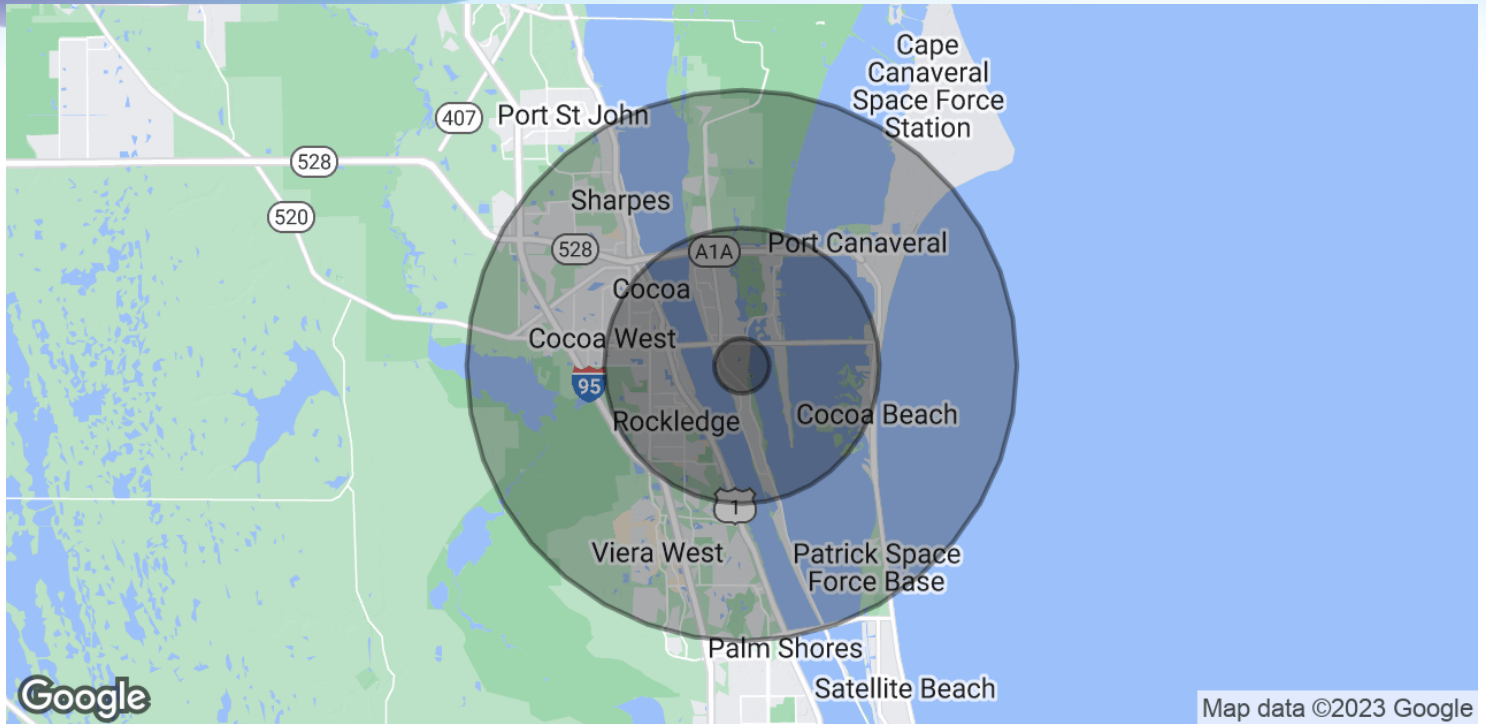 Cape
Canaveral
Space Force
Station
407
Port St John
528
Sharpes
520
528
A1A
Port Canaveral
Cocoa
Cocoa West
95
Rockledge
Cocoa Beach
1
Viera West
Patrick Space
Force Base
Palm Shores
Satellite Beach
Google
Map data ©2023 Google